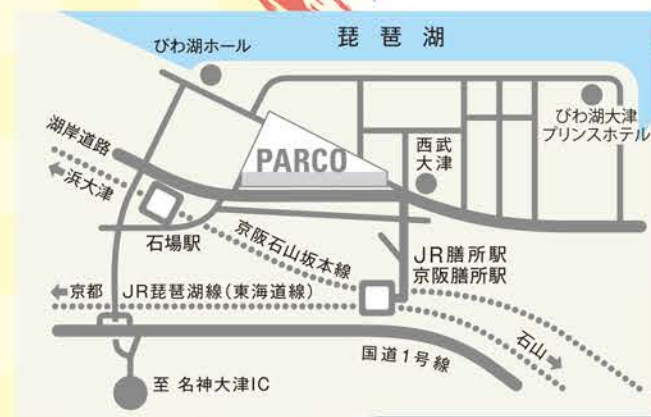 琵琶湖
びわ湖ホール
びわ湖大津
プリンスホテル
湖岸道路
PARCO
西武
大津
浜大津
石場駅
京阪石山坂本線
JR膳所駅
京阪膳所駅
京都
JR琵琶湖線(東海道線)
石山
国道1号線
至 名神大津IC